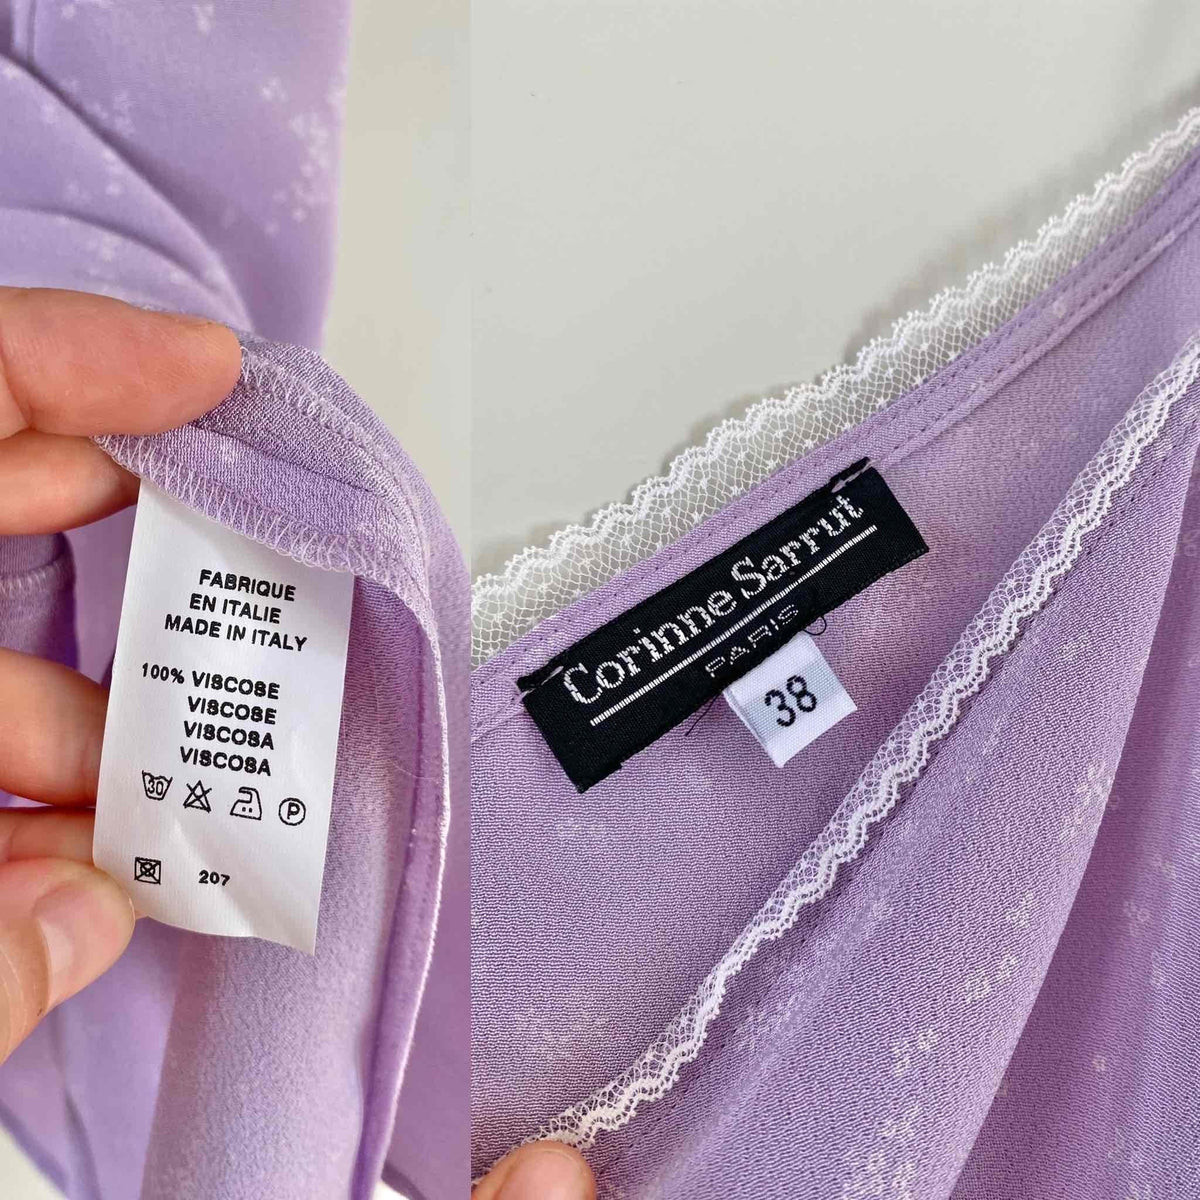 FABRIQUE
EN ITALIE
MADE IN ITALY
100% VISCOSE
VISCOSE
VISCOSA
VISCOSA
30
P
207
Corinne Sarrut
PARIS
38